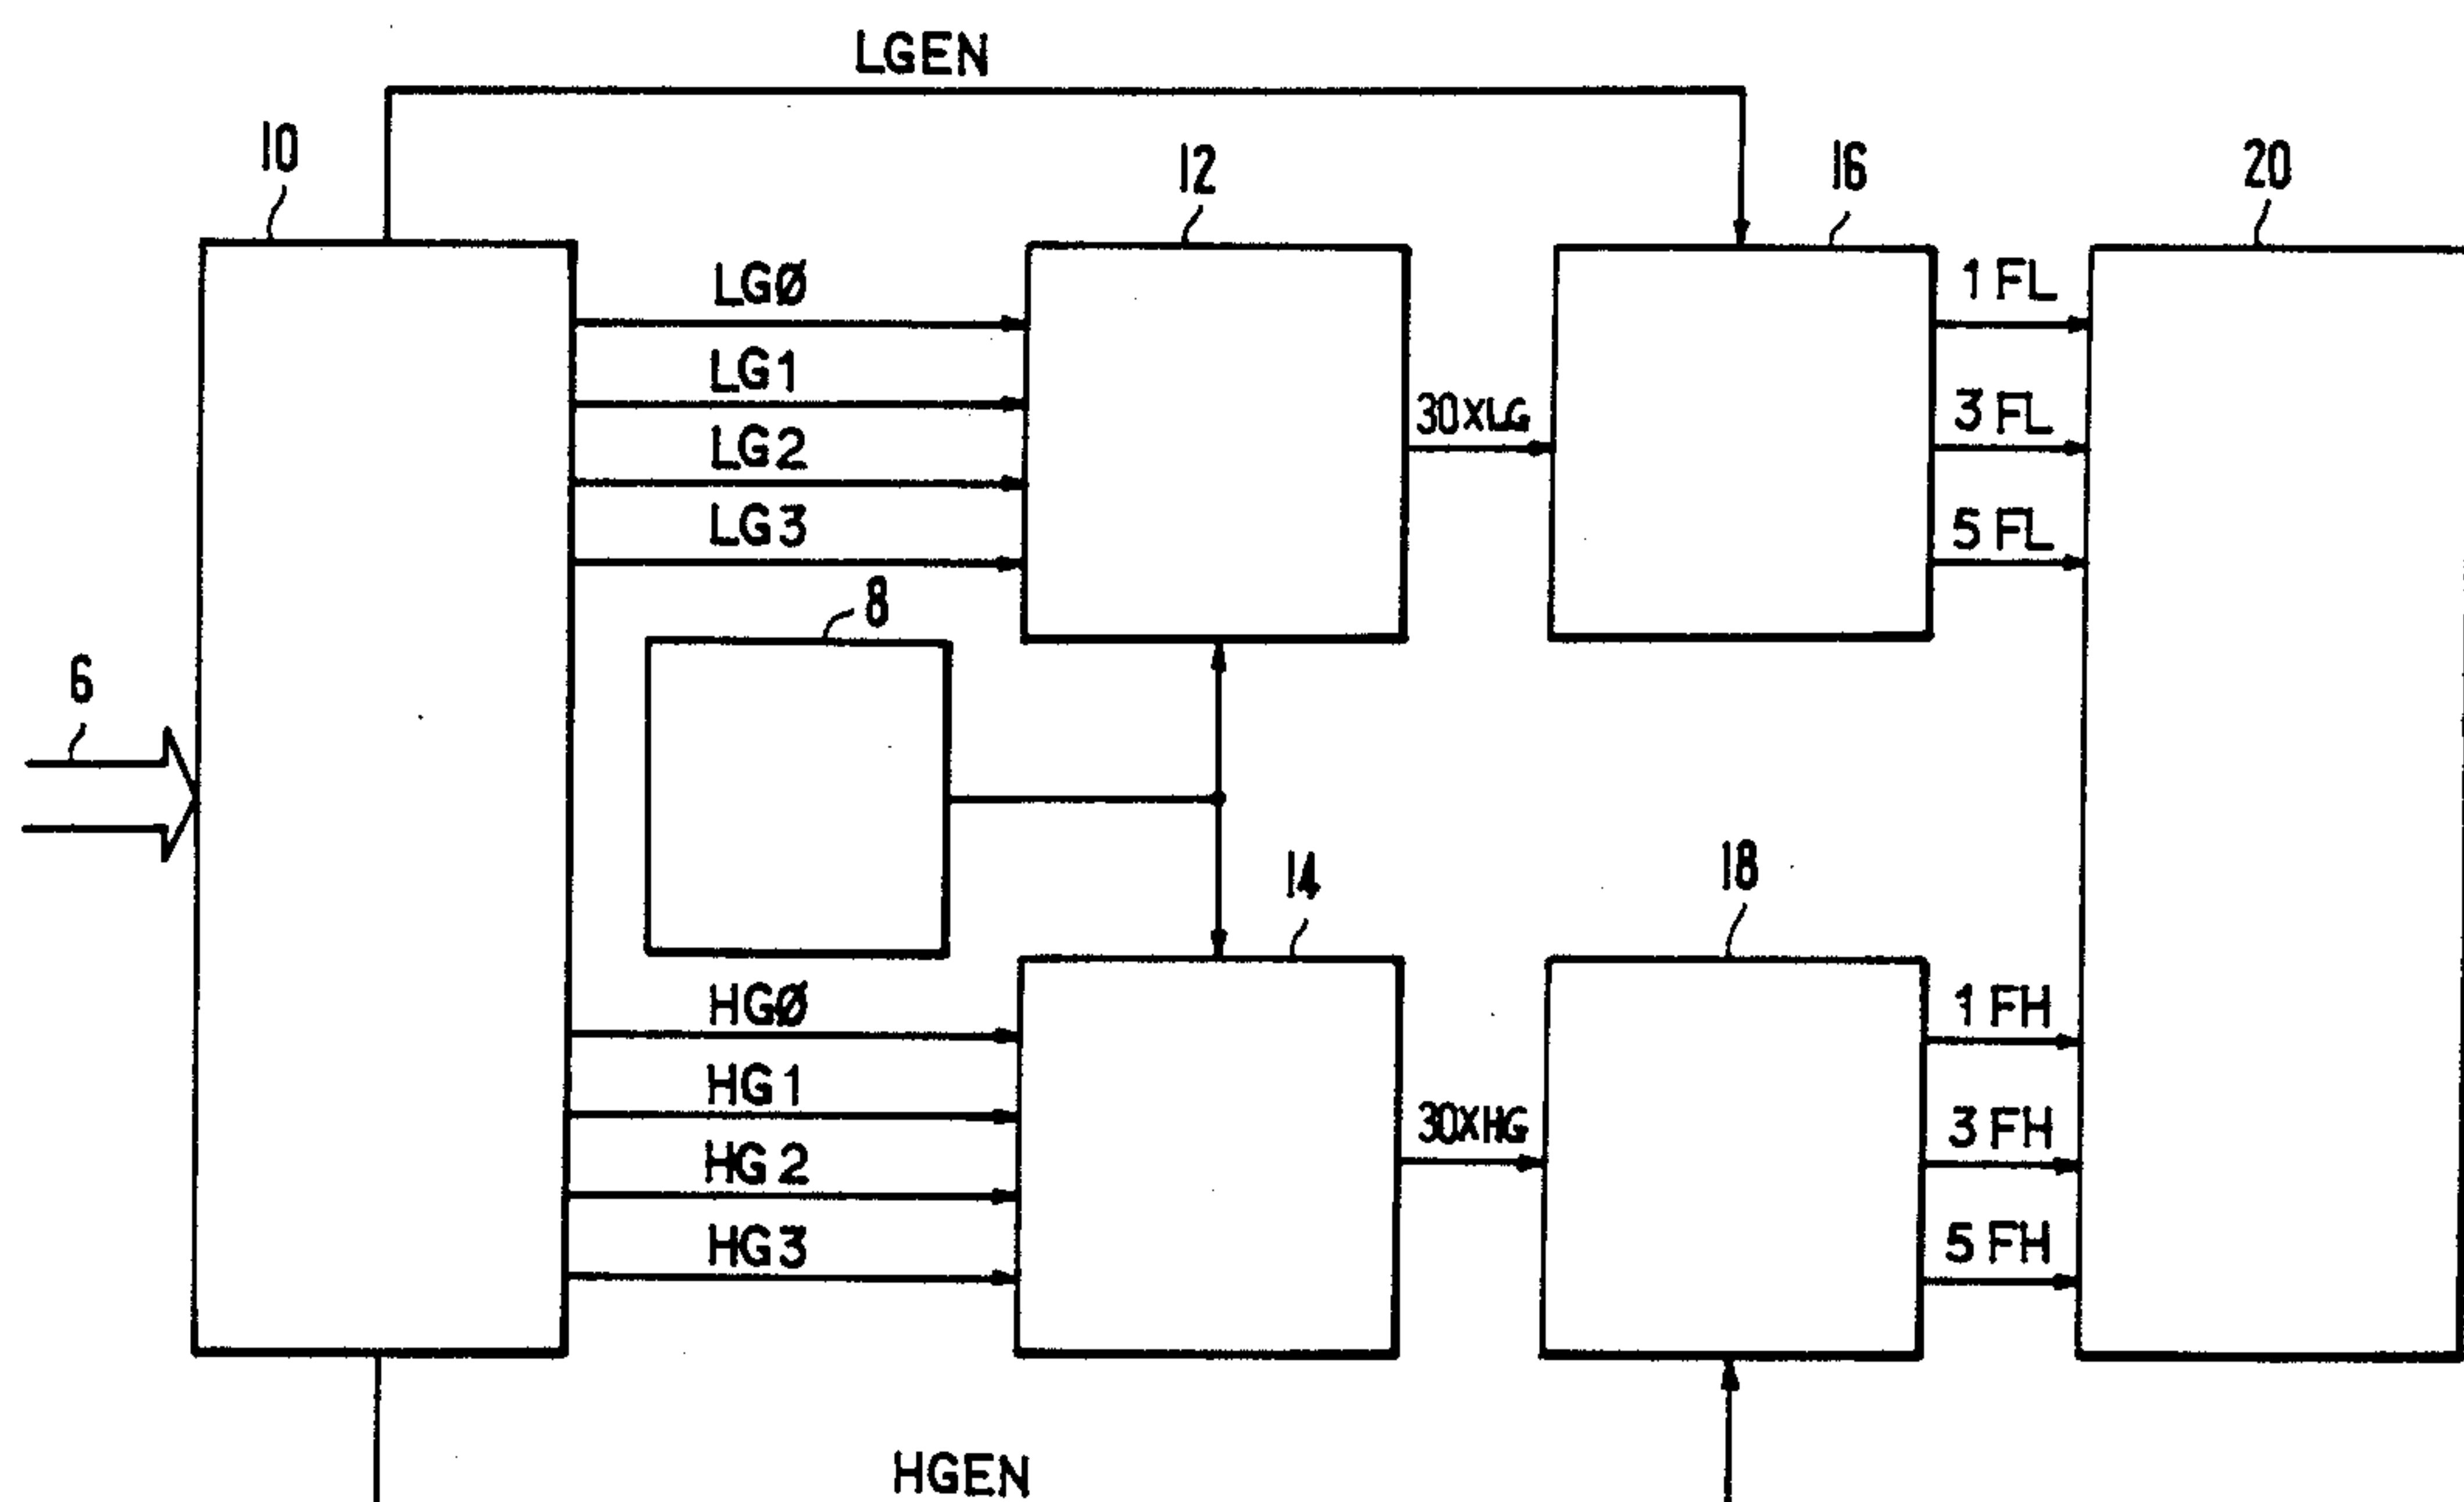 LGEN
10
12
16
20
LGØ
LG1
LG2
LG3
30XLG
1 FL
3 FL
5 FL
8
6
14
18
HGØ
HG1
HG2
HG3
30XHG
1 FH
3 FH
5 FH
HGEN